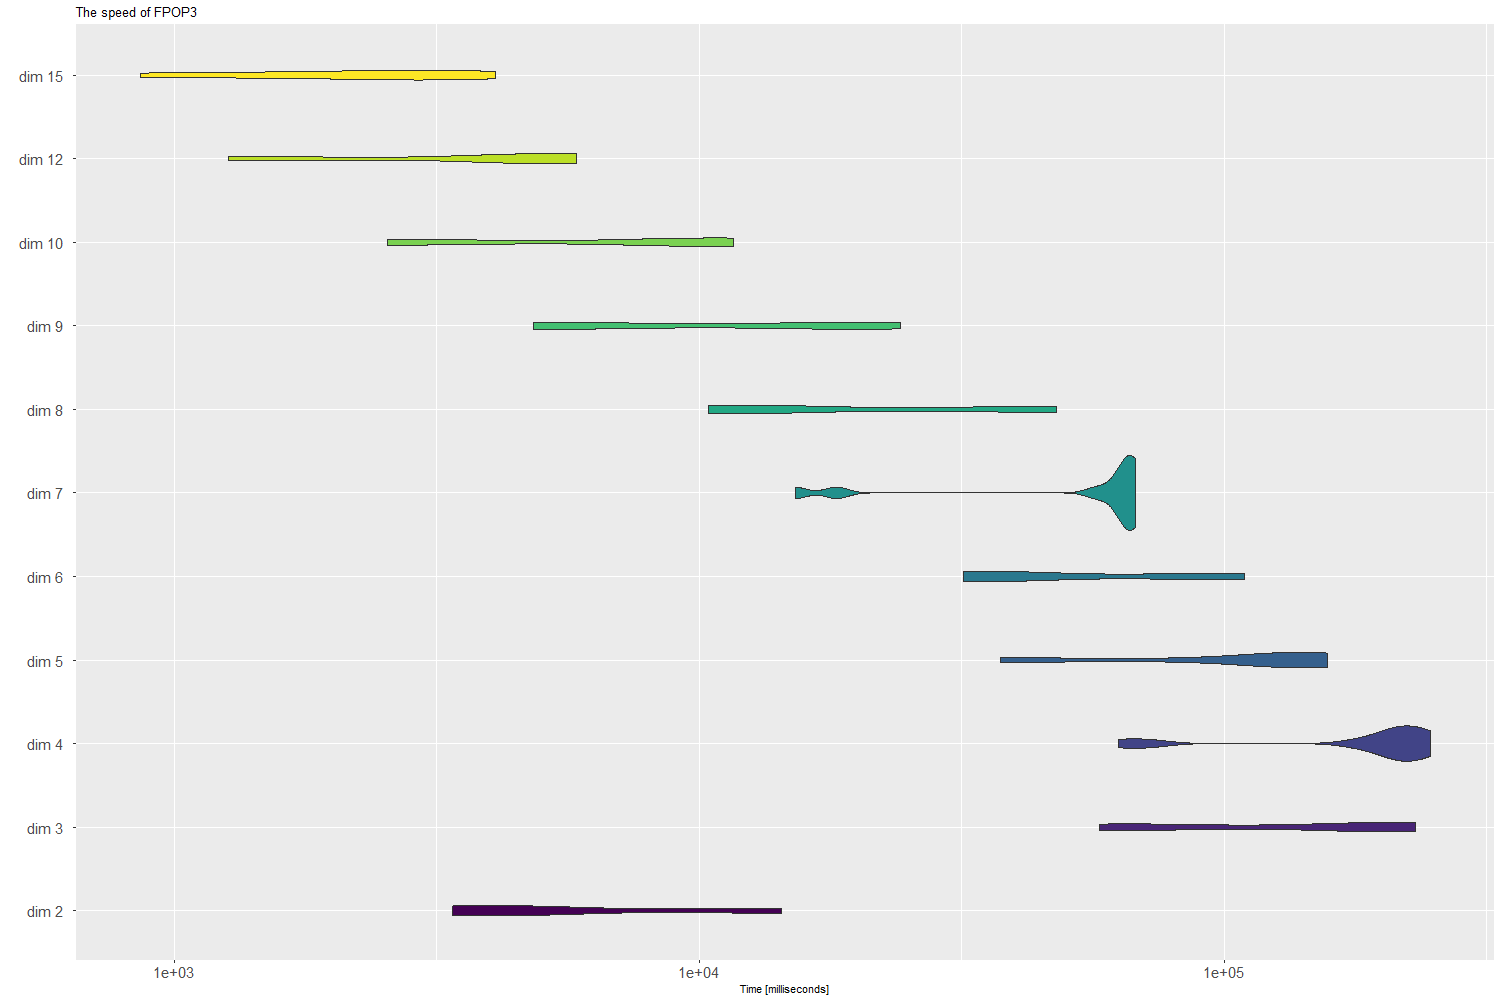 The speed of FPOP3
dim 15
dim 12
dim 10
dim 9
dim 8
dim 7
dim 6
dim 5
dim 4
dim 3
dim 2
1e+03 1e+04 1e+05
Time [milliseconds]